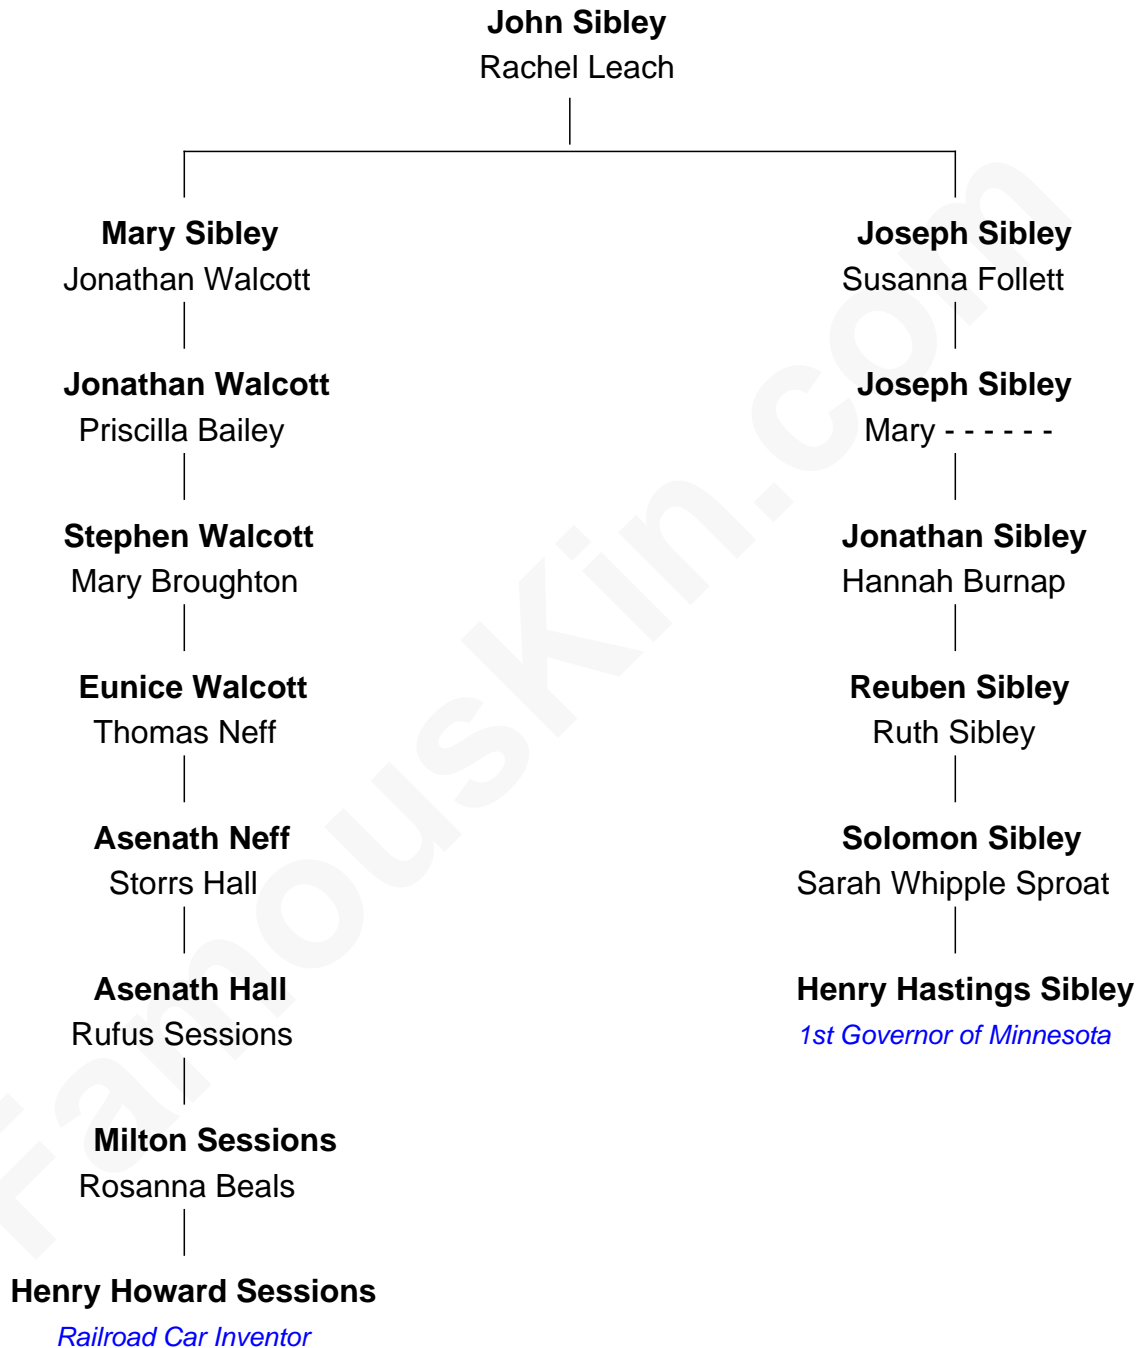 John Sibley
Rachel Leach
Mary Sibley
Jonathan Walcott
Joseph Sibley
Susanna Follett
Jonathan Walcott
Priscilla Bailey
Joseph Sibley
Mary - - - - - -
Stephen Walcott
Mary Broughton
Jonathan Sibley
Hannah Burnap
Eunice Walcott
Thomas Neff
Reuben Sibley
Ruth Sibley
Asenath Neff
Storrs Hall
Solomon Sibley
Sarah Whipple Sproat
Asenath Hall
Rufus Sessions
Henry Hastings Sibley
1st Governor of Minnesota
Milton Sessions
Rosanna Beals
Henry Howard Sessions
Railroad Car Inventor
FamousKin.com